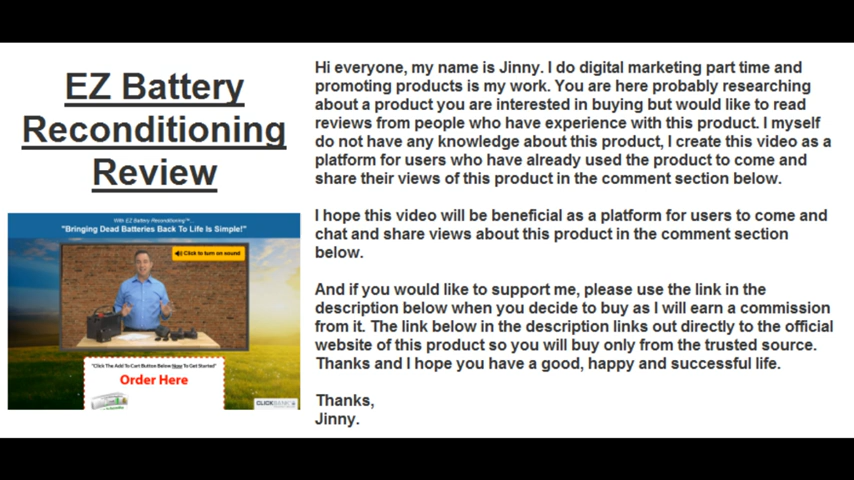 EZ Battery
Reconditioning
Review
With EZ Battery Reconditioning™...
"Bringing Dead Batteries Back To Life Is Simple!"
Click to turn on sound
"Click The Add To Cart Button Below Now To Get Started"
Order Here
CLICKBANK
Hi everyone, my name is Jinny. I do digital marketing part time and
promoting products is my work. You are here probably researching
about a product you are interested in buying but would like to read
reviews from people who have experience with this product. I myself
do not have any knowledge about this product, I create this video as a
platform for users who have already used the product to come and
share their views of this product in the comment section below.
I hope this video will be beneficial as a platform for users to come and
chat and share views about this product in the comment section
below.
And if you would like to support me, please use the link in the
description below when you decide to buy as I will earn a commission
from it. The link below in the description links out directly to the official
website of this product so you will buy only from the trusted source.
Thanks and I hope you have a good, happy and successful life.
Thanks,
Jinny.